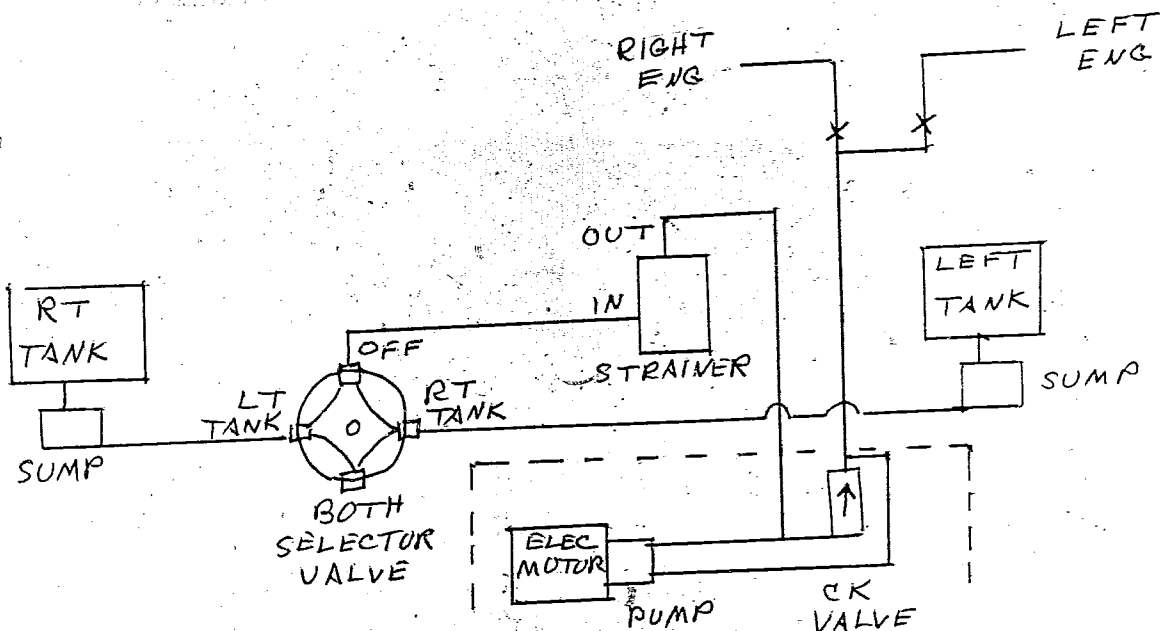 RIGHT
ENG
LEFT
ENG
OUT
IN
STRAINER
RT
TANK
SUMP
LEFT
TANK
SUMP
OFF
LT
TANK
RT
TANK
O
BOTH
SELECTOR
VALVE
ELEC
MOTOR
PUMP
CK
VALVE